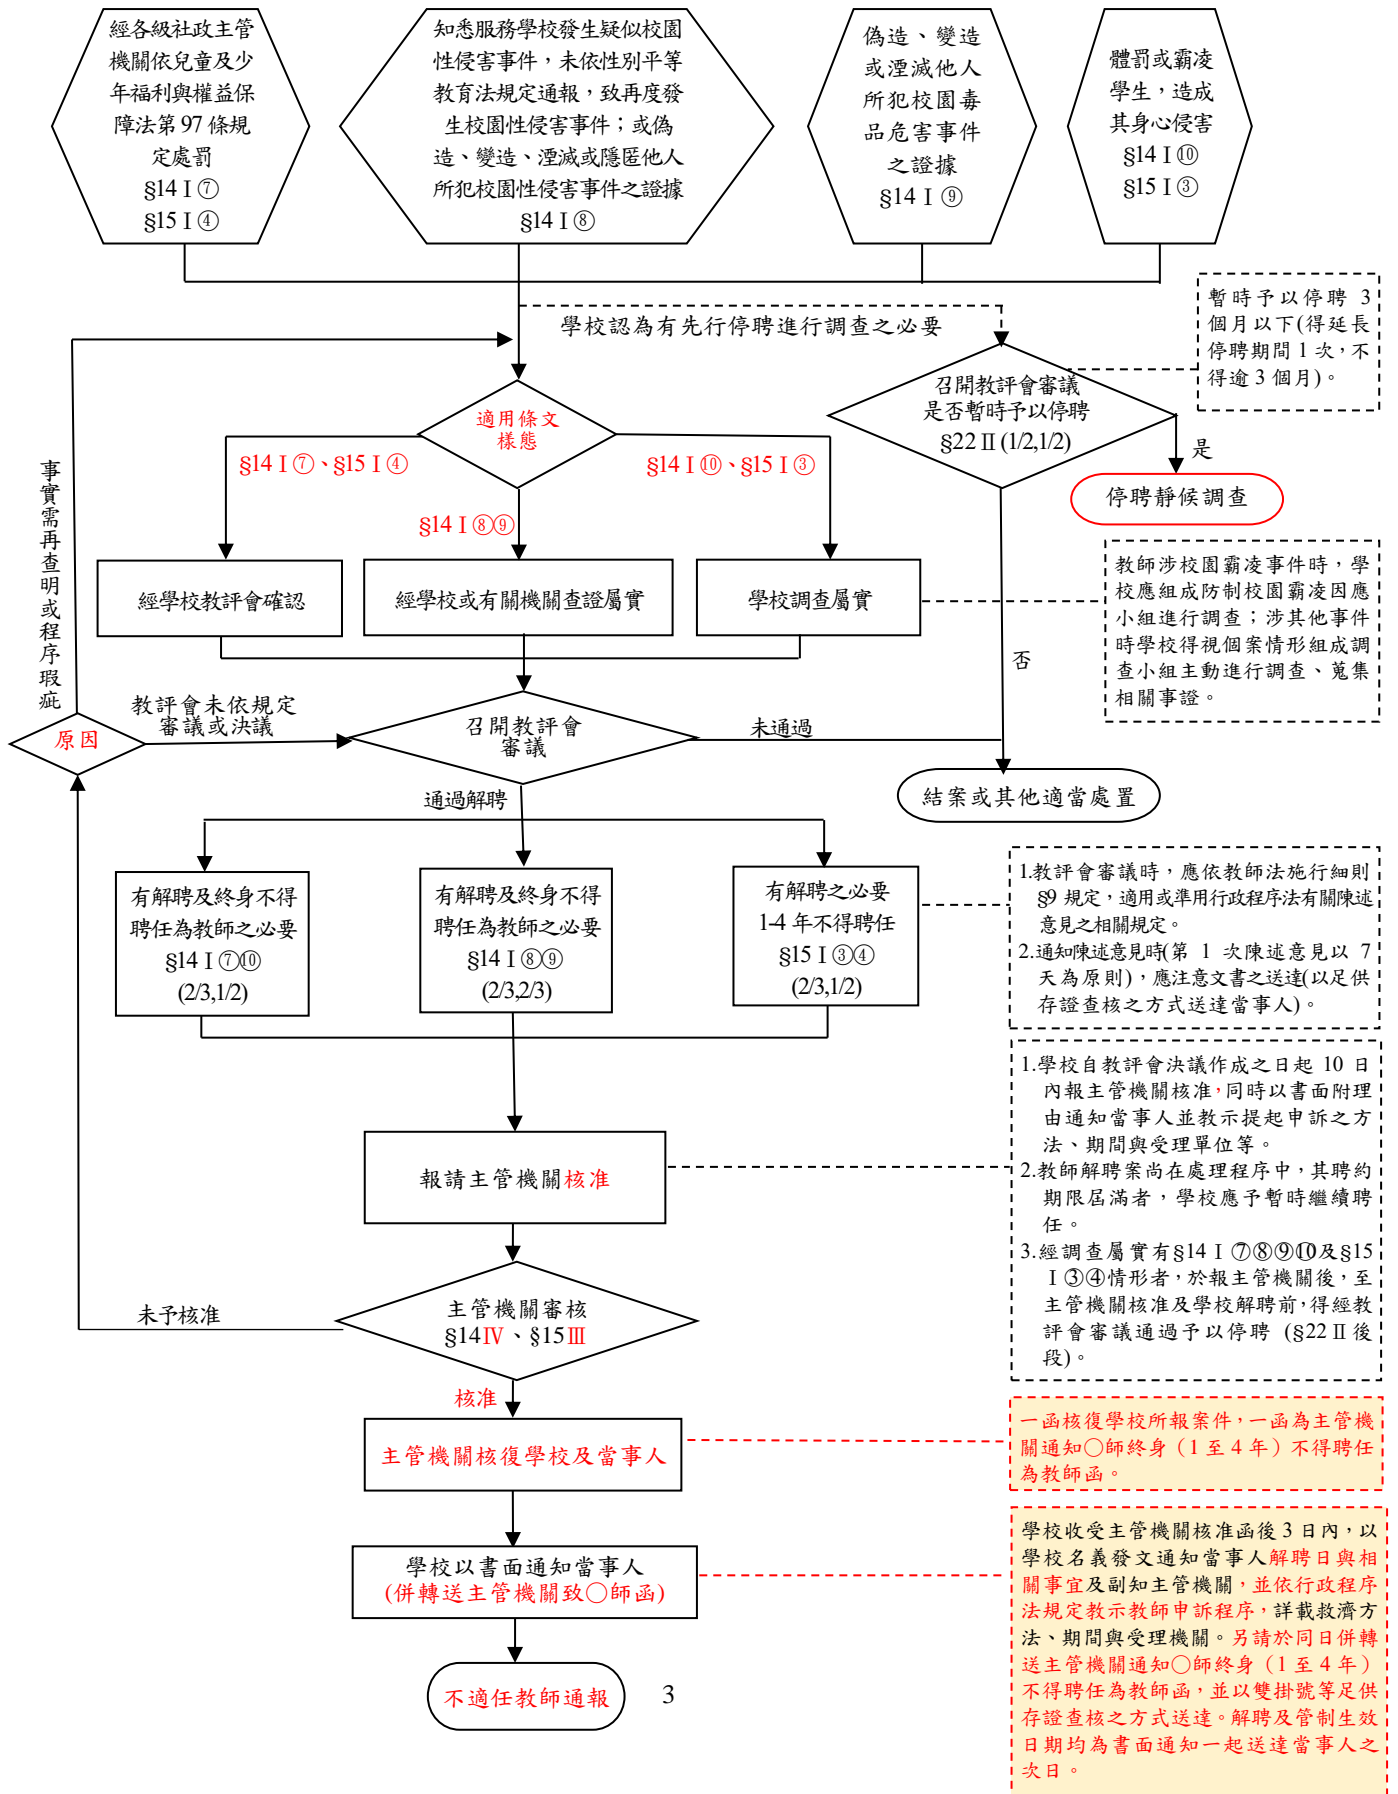 經各級社政主管
機關依兒童及少
年福利與權益保
障法第 97 條規
定處罰
§14 I ⑦
§15 I ④
知悉服務學校發生疑似校園
性侵害事件，未依性別平等
教育法規定通報，致再度發
生校園性侵害事件；或偽
造、變造、湮滅或隱匿他人
所犯校園性侵害事件之證據
§14 I ⑧
偽造、變造
或湮滅他人
所犯校園毒
品危害事件
之證據
§14 I ⑨
體罰或霸凌
學生，造成
其身心侵害
§14 I ⑩
§15 I ③
學校認為有先行停聘進行調查之必要
暫時予以停聘 3
個月以下(得延長
停聘期間 1 次，不
得逾 3 個月)。
召開教評會審議
是否暫時予以停聘
§22 II (1/2,1/2)
是
停聘靜候調查
適用條文
樣態
§14 I ⑦、§15 I ④
§14 I ⑩、§15 I ③
§14 I ⑧⑨
經學校教評會確認
經學校或有關機關查證屬實
學校調查屬實
教師涉校園霸凌事件時，學
校應組成防制校園霸凌因應
小組進行調查；涉其他事件
時學校得視個案情形組成調
查小組主動進行調查、蒐集
相關事證。
事實需再查明或程序瑕疵
否
原因
教評會未依規定
審議或決議
召開教評會
審議
未通過
結案或其他適當處置
通過解聘
有解聘及終身不得
聘任為教師之必要
§14 I ⑦⑩
(2/3,1/2)
有解聘及終身不得
聘任為教師之必要
§14 I ⑧⑨
(2/3,2/3)
有解聘之必要
1-4 年不得聘任
§15 I ③④
(2/3,1/2)
1.教評會審議時，應依教師法施行細則
§9 規定，適用或準用行政程序法有關陳述
意見之相關規定。
2.通知陳述意見時(第 1 次陳述意見以 7
天為原則)，應注意文書之送達(以足供
存證查核之方式送達當事人)。
報請主管機關核准
1.學校自教評會決議作成之日起 10 日
內報主管機關核准，同時以書面附理
由通知當事人並教示提起申訴之方
法、期間與受理單位等。
2.教師解聘案尚在處理程序中，其聘約
期限屆滿者，學校應予暫時繼續聘
任。
3.經調查屬實有§14 I ⑦⑧⑨⑩及§15
I ③④情形者，於報主管機關後，至
主管機關核准及學校解聘前，得經教
評會審議通過予以停聘 (§22 II 後
段)。
未予核准
主管機關審核
§14IV、§15III
核准
主管機關核復學校及當事人
一函核復學校所報案件，一函為主管機
關通知○師終身（1 至 4 年）不得聘任
為教師函。
學校以書面通知當事人
(併轉送主管機關致○師函)
學校收受主管機關核准函後 3 日內，以
學校名義發文通知當事人解聘日與相
關事宜及副知主管機關，並依行政程序
法規定教示教師申訴程序，詳載救濟方
法、期間與受理機關。另請於同日併轉
送主管機關通知○師終身（1 至 4 年）
不得聘任為教師函，並以雙掛號等足供
存證查核之方式送達。解聘及管制生效
日期均為書面通知一起送達當事人之
次日。
不適任教師通報
3